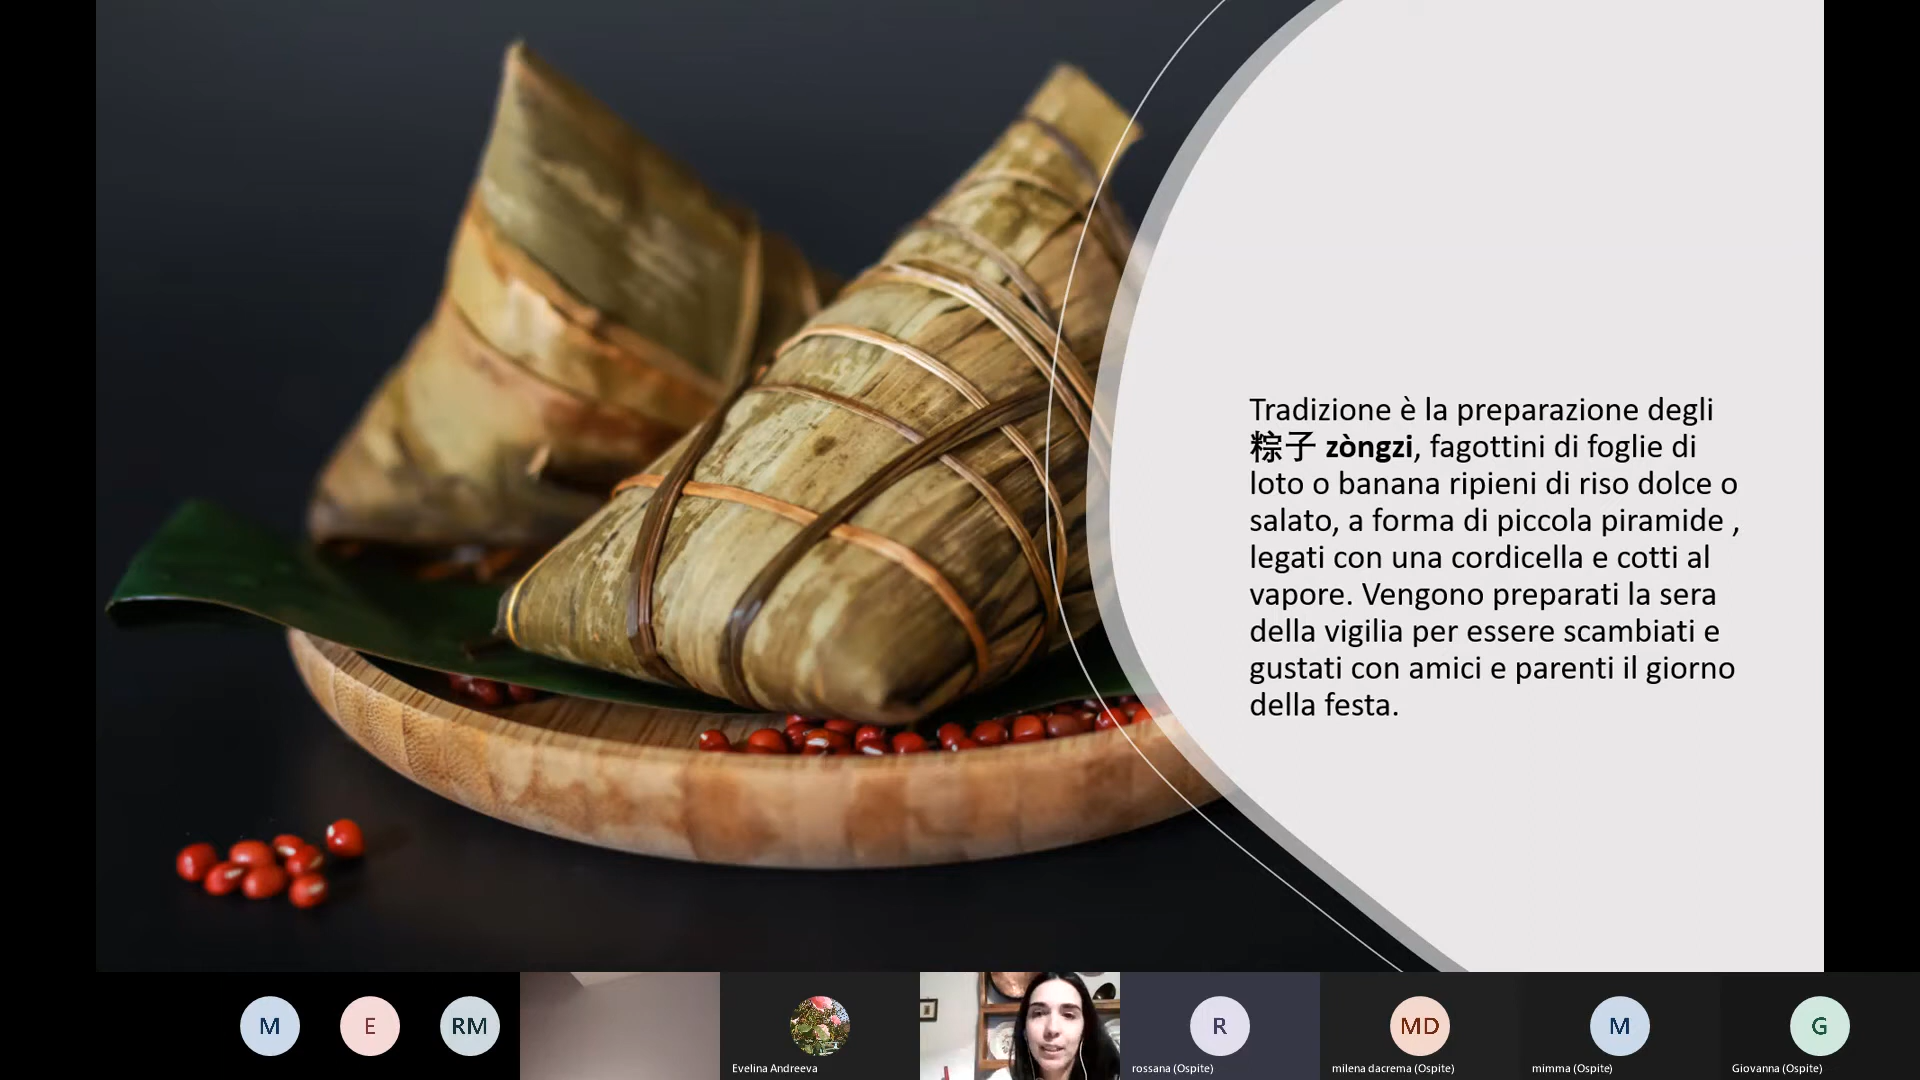 Tradizione è la preparazione degli
粽子 zòngzi, fagottini di foglie di
loto o banana ripieni di riso dolce o
salato, a forma di piccola piramide ,
legati con una cordicella e cotti al
vapore. Vengono preparati la sera
della vigilia per essere scambiati e
gustati con amici e parenti il giorno
della festa.
M
E
RM
Evelina Andreeva
R
rossana (Ospite)
MD
milena dacrema (Ospite)
M
mimma (Ospite)
G
Giovanna (Ospite)